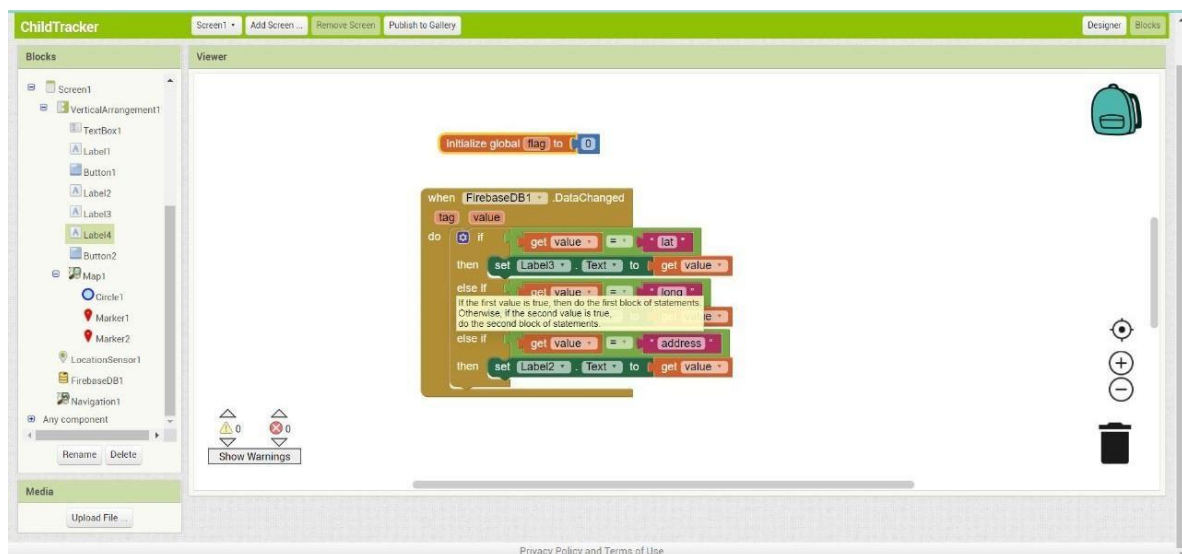 ChildTracker
Screen1 Add Screen ... Remove Screen Publish to Gallery
Designer Blocks
Blocks
Viewer
Screen1
VerticalArrangement1
TextBox1
Label1
Button1
Label2
Label3
Label4
Button2
Map1
Circle1
Marker1
Marker2
LocationSensor1
FirebaseDB1
Navigation1
Any component
Rename Delete
Media
Upload File ...
initialize global flag to 0
when FirebaseDB1 .DataChanged
tag value
do if get value = " lat "
then set Label3 . Text to get value
else if get value = " long "
If the first value is true, then do the first block of statements.
Otherwise, if the second value is true,
do the second block of statements.
else if get value = " address "
then set Label2 . Text to get value
0 0
Show Warnings
Privacy Policy and Terms of Use